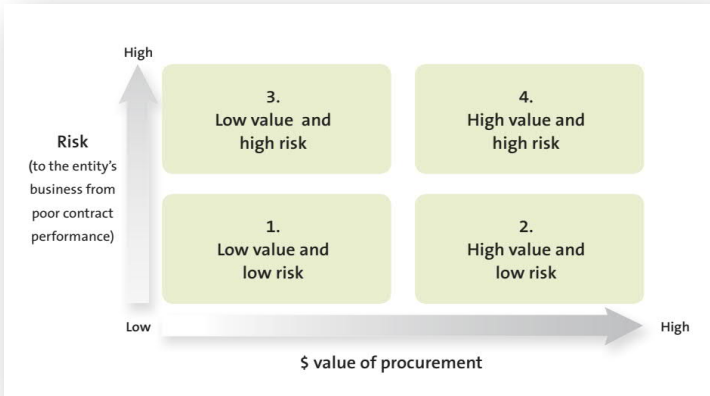 High
3.
Low value and
high risk
4.
High value and
high risk
Risk
(to the entity's
business from
poor contract
performance)
1.
Low value and
low risk
2.
High value and
low risk
Low
High
$ value of procurement